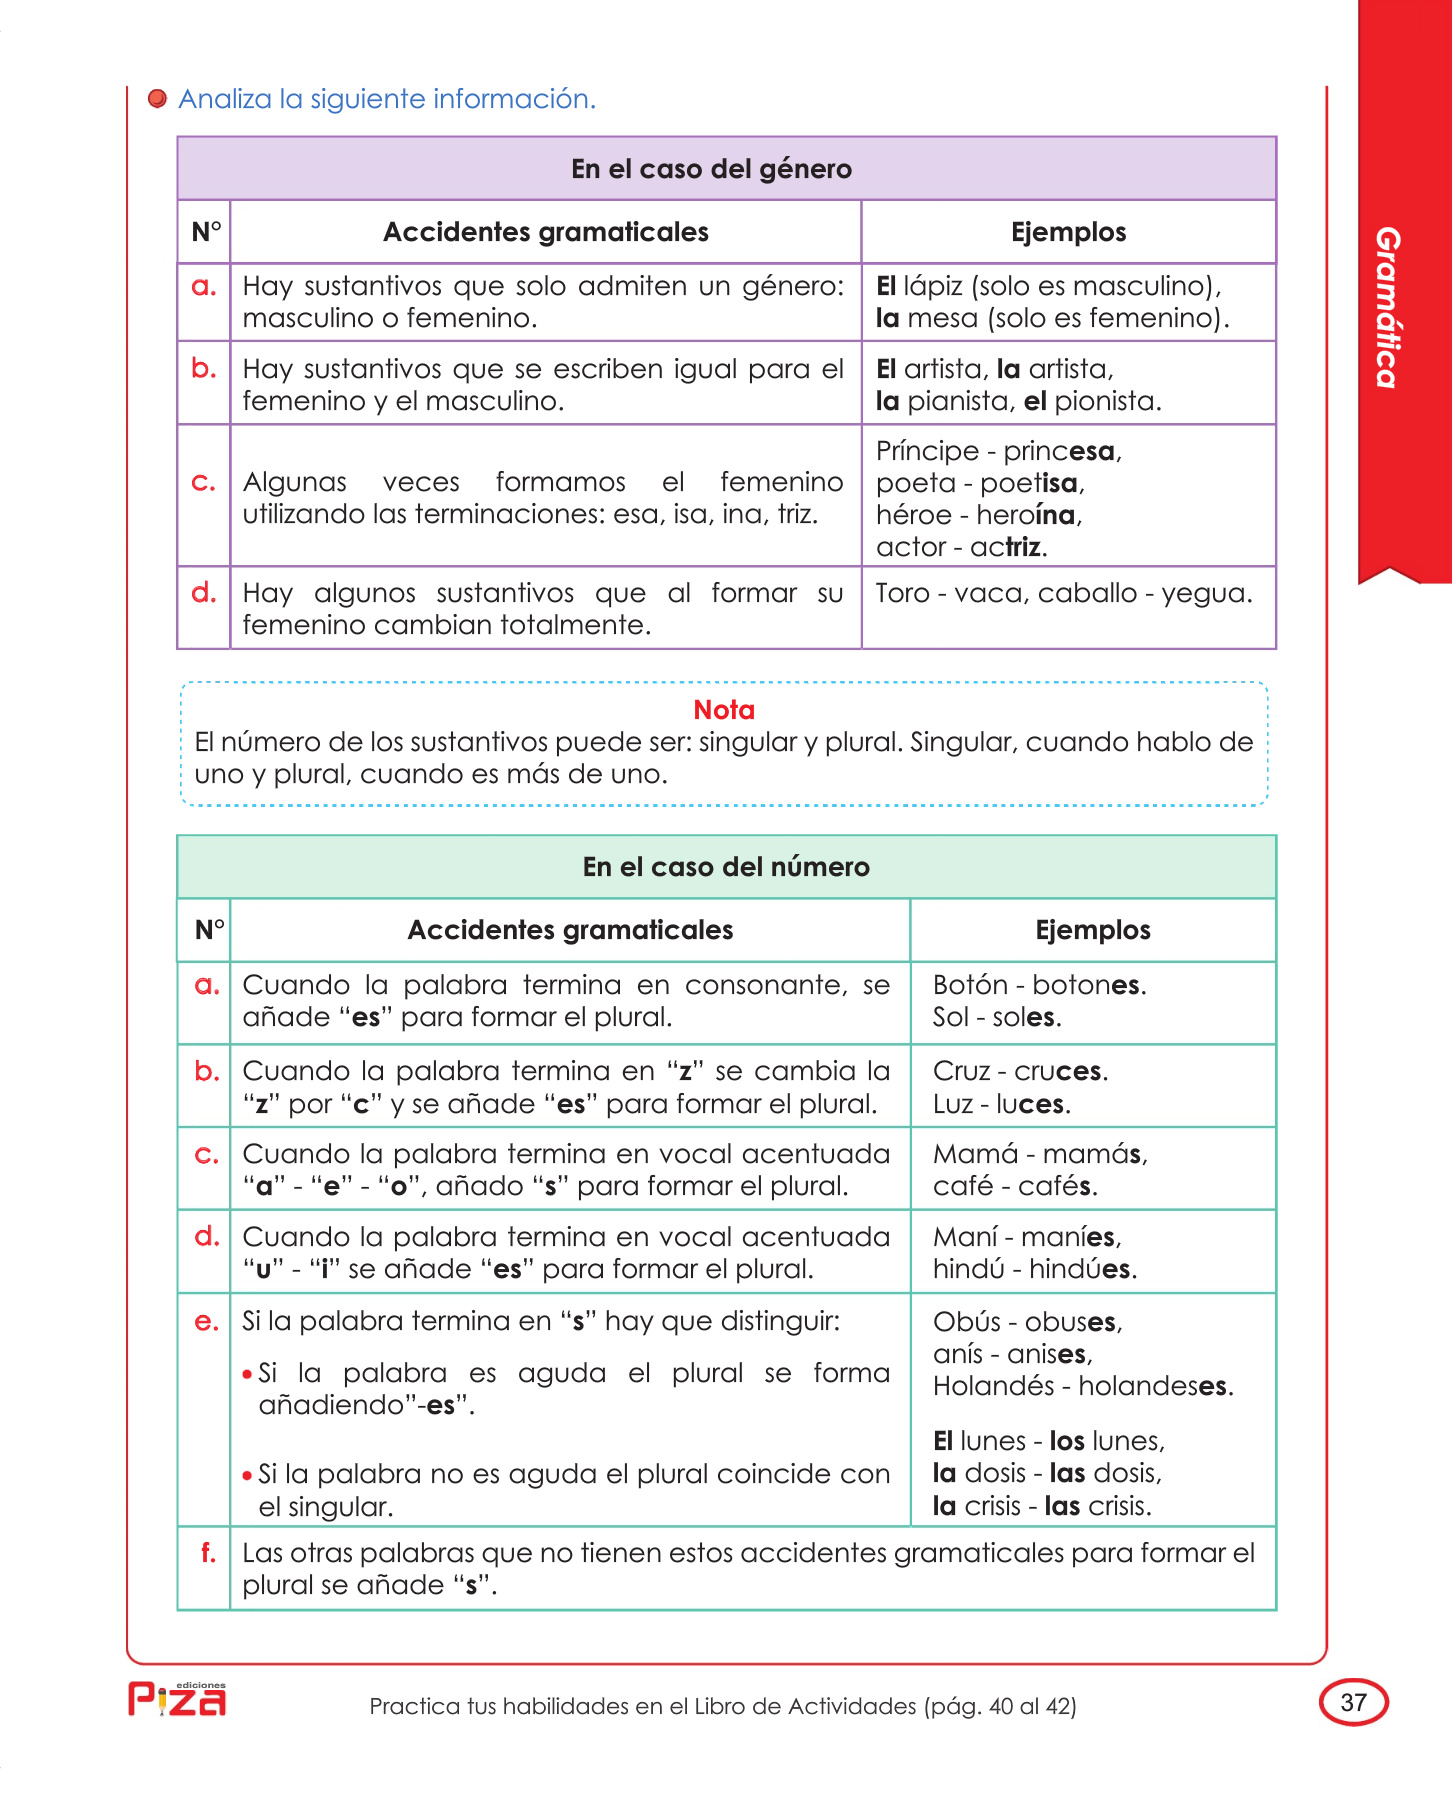 Analiza la siguiente información.
En el caso del género
N° Accidentes gramaticales Ejemplos
a. Hay sustantivos que solo admiten un género: El lápiz (solo es masculino),
masculino o femenino. la mesa (solo es femenino).
b. Hay sustantivos que se escriben igual para el El artista, la artista,
femenino y el masculino. la pianista, el pionista.
Príncipe - princesa,
c. Algunas veces formamos el femenino poeta - poetisa,
utilizando las terminaciones: esa, isa, ina, triz. héroe - heroína,
actor - actriz.
d. Hay algunos sustantivos que al formar su Toro - vaca, caballo - yegua.
femenino cambian totalmente.
Nota
El número de los sustantivos puede ser: singular y plural. Singular, cuando hablo de
uno y plural, cuando es más de uno.
En el caso del número
N° Accidentes gramaticales Ejemplos
a. Cuando la palabra termina en consonante, se Botón - botones.
añade “es” para formar el plural. Sol - soles.
b. Cuando la palabra termina en “z” se cambia la Cruz - cruces.
“z” por “c” y se añade “es” para formar el plural. Luz - luces.
c. Cuando la palabra termina en vocal acentuada Mamá - mamás,
“a” - “e” - “o”, añado “s” para formar el plural. café - cafés.
d. Cuando la palabra termina en vocal acentuada Maní - maníes,
“u” - “i” se añade “es” para formar el plural. hindú - hindúes.
e. Si la palabra termina en “s” hay que distinguir: Obús - obuses,
anís - anises,
• Si la palabra es aguda el plural se forma Holandés - holandeses.
añadiendo”-es”.
El lunes - los lunes,
• Si la palabra no es aguda el plural coincide con la dosis - las dosis,
el singular. la crisis - las crisis.
f. Las otras palabras que no tienen estos accidentes gramaticales para formar el
plural se añade “s”.
Gramática
ediciones
Piza
Practica tus habilidades en el Libro de Actividades (pág. 40 al 42)
37